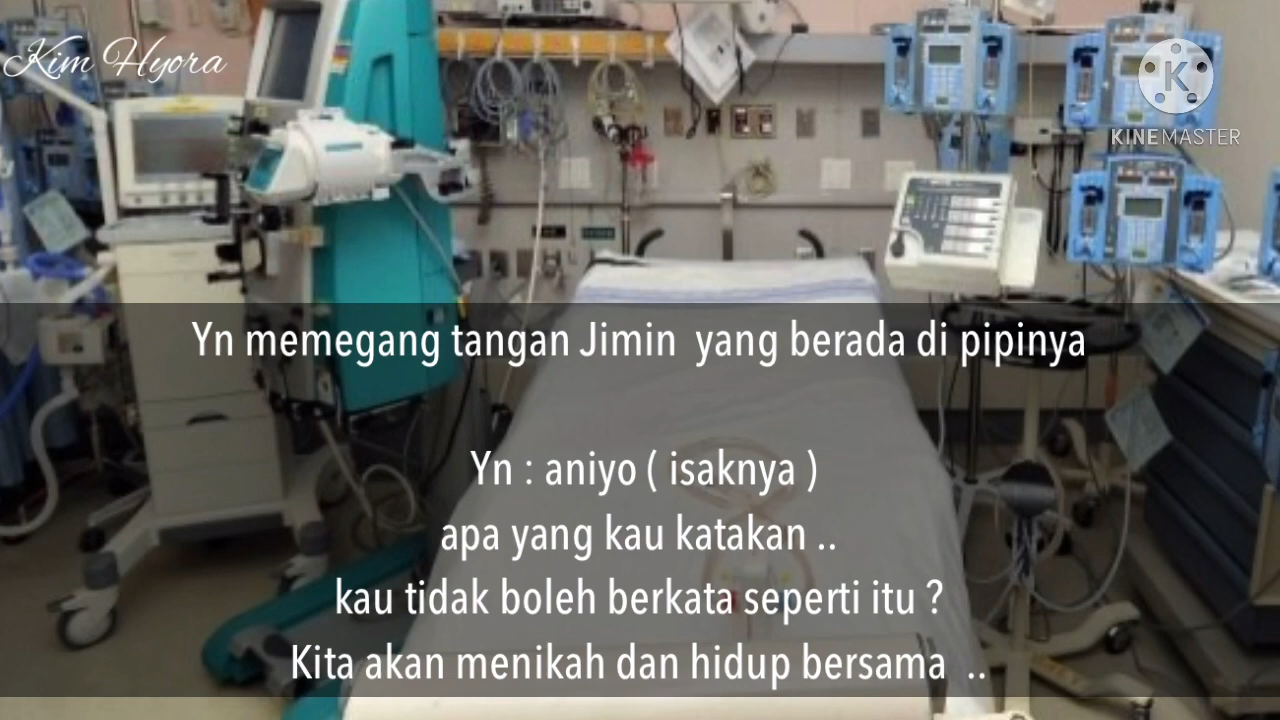 Kim Hyora
K
KINEMASTER
Yn memegang tangan Jimin yang berada di pipinya
Yn : aniyo ( isaknya )
apa yang kau katakan ..
kau tidak boleh berkata seperti itu ?
Kita akan menikah dan hidup bersama ..